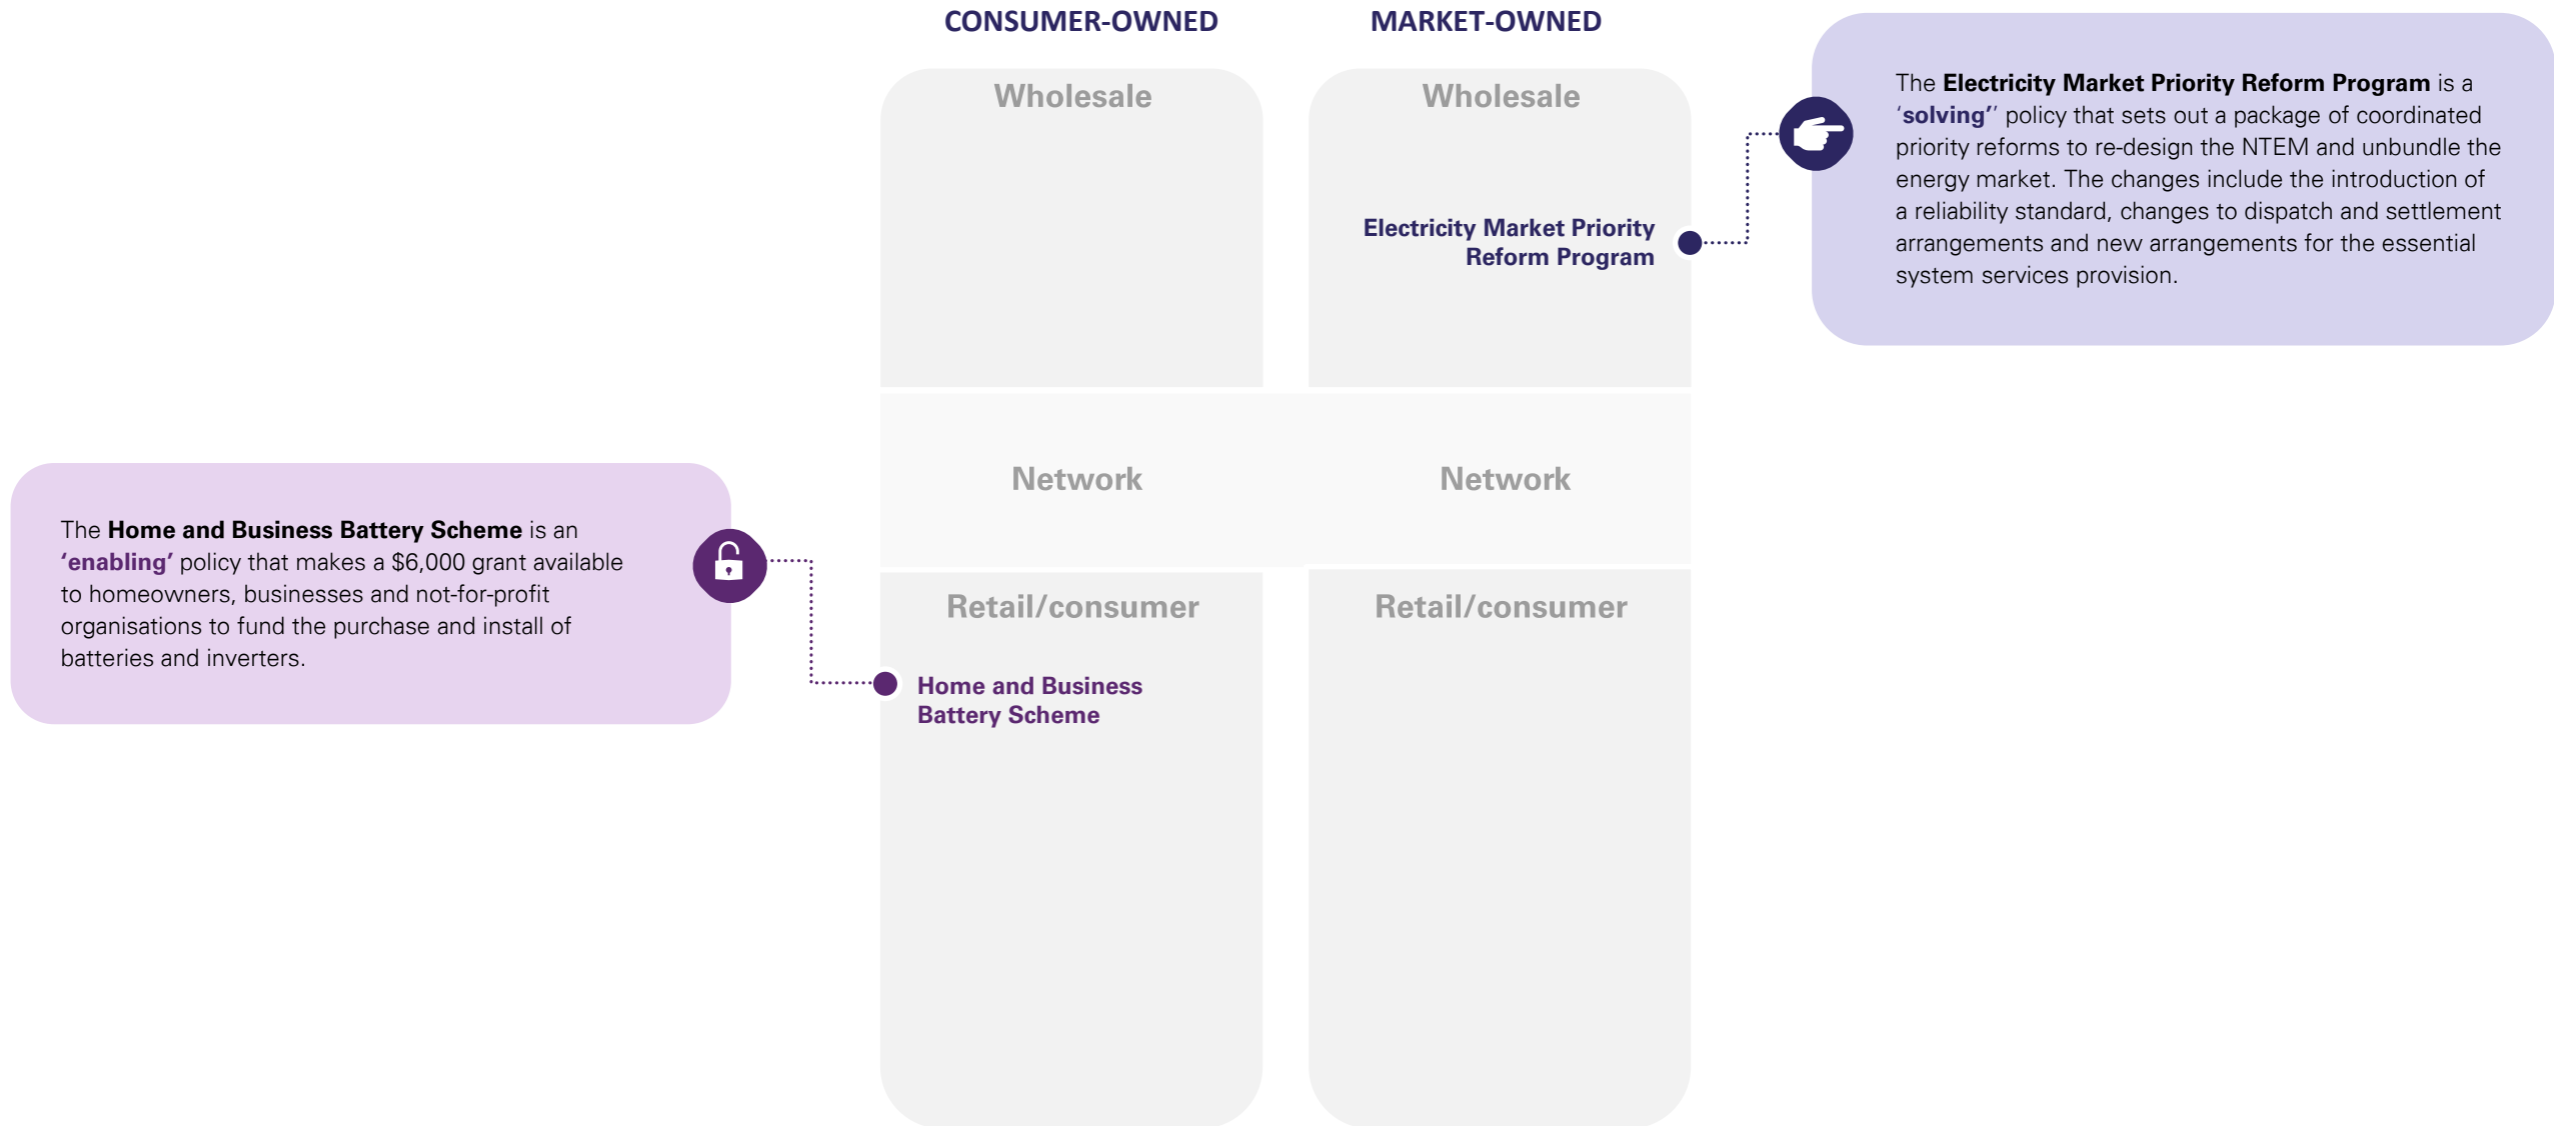 CONSUMER-OWNED
MARKET-OWNED
Wholesale
Wholesale
Electricity Market Priority
Reform Program
The Electricity Market Priority Reform Program is a
‘solving’’ policy that sets out a package of coordinated
priority reforms to re-design the NTEM and unbundle the
energy market. The changes include the introduction of
a reliability standard, changes to dispatch and settlement
arrangements and new arrangements for the essential
system services provision.
Network
Network
The Home and Business Battery Scheme is an
‘enabling’ policy that makes a $6,000 grant available
to homeowners, businesses and not-for-profit
organisations to fund the purchase and install of
batteries and inverters.
Retail/consumer
Retail/consumer
Home and Business
Battery Scheme